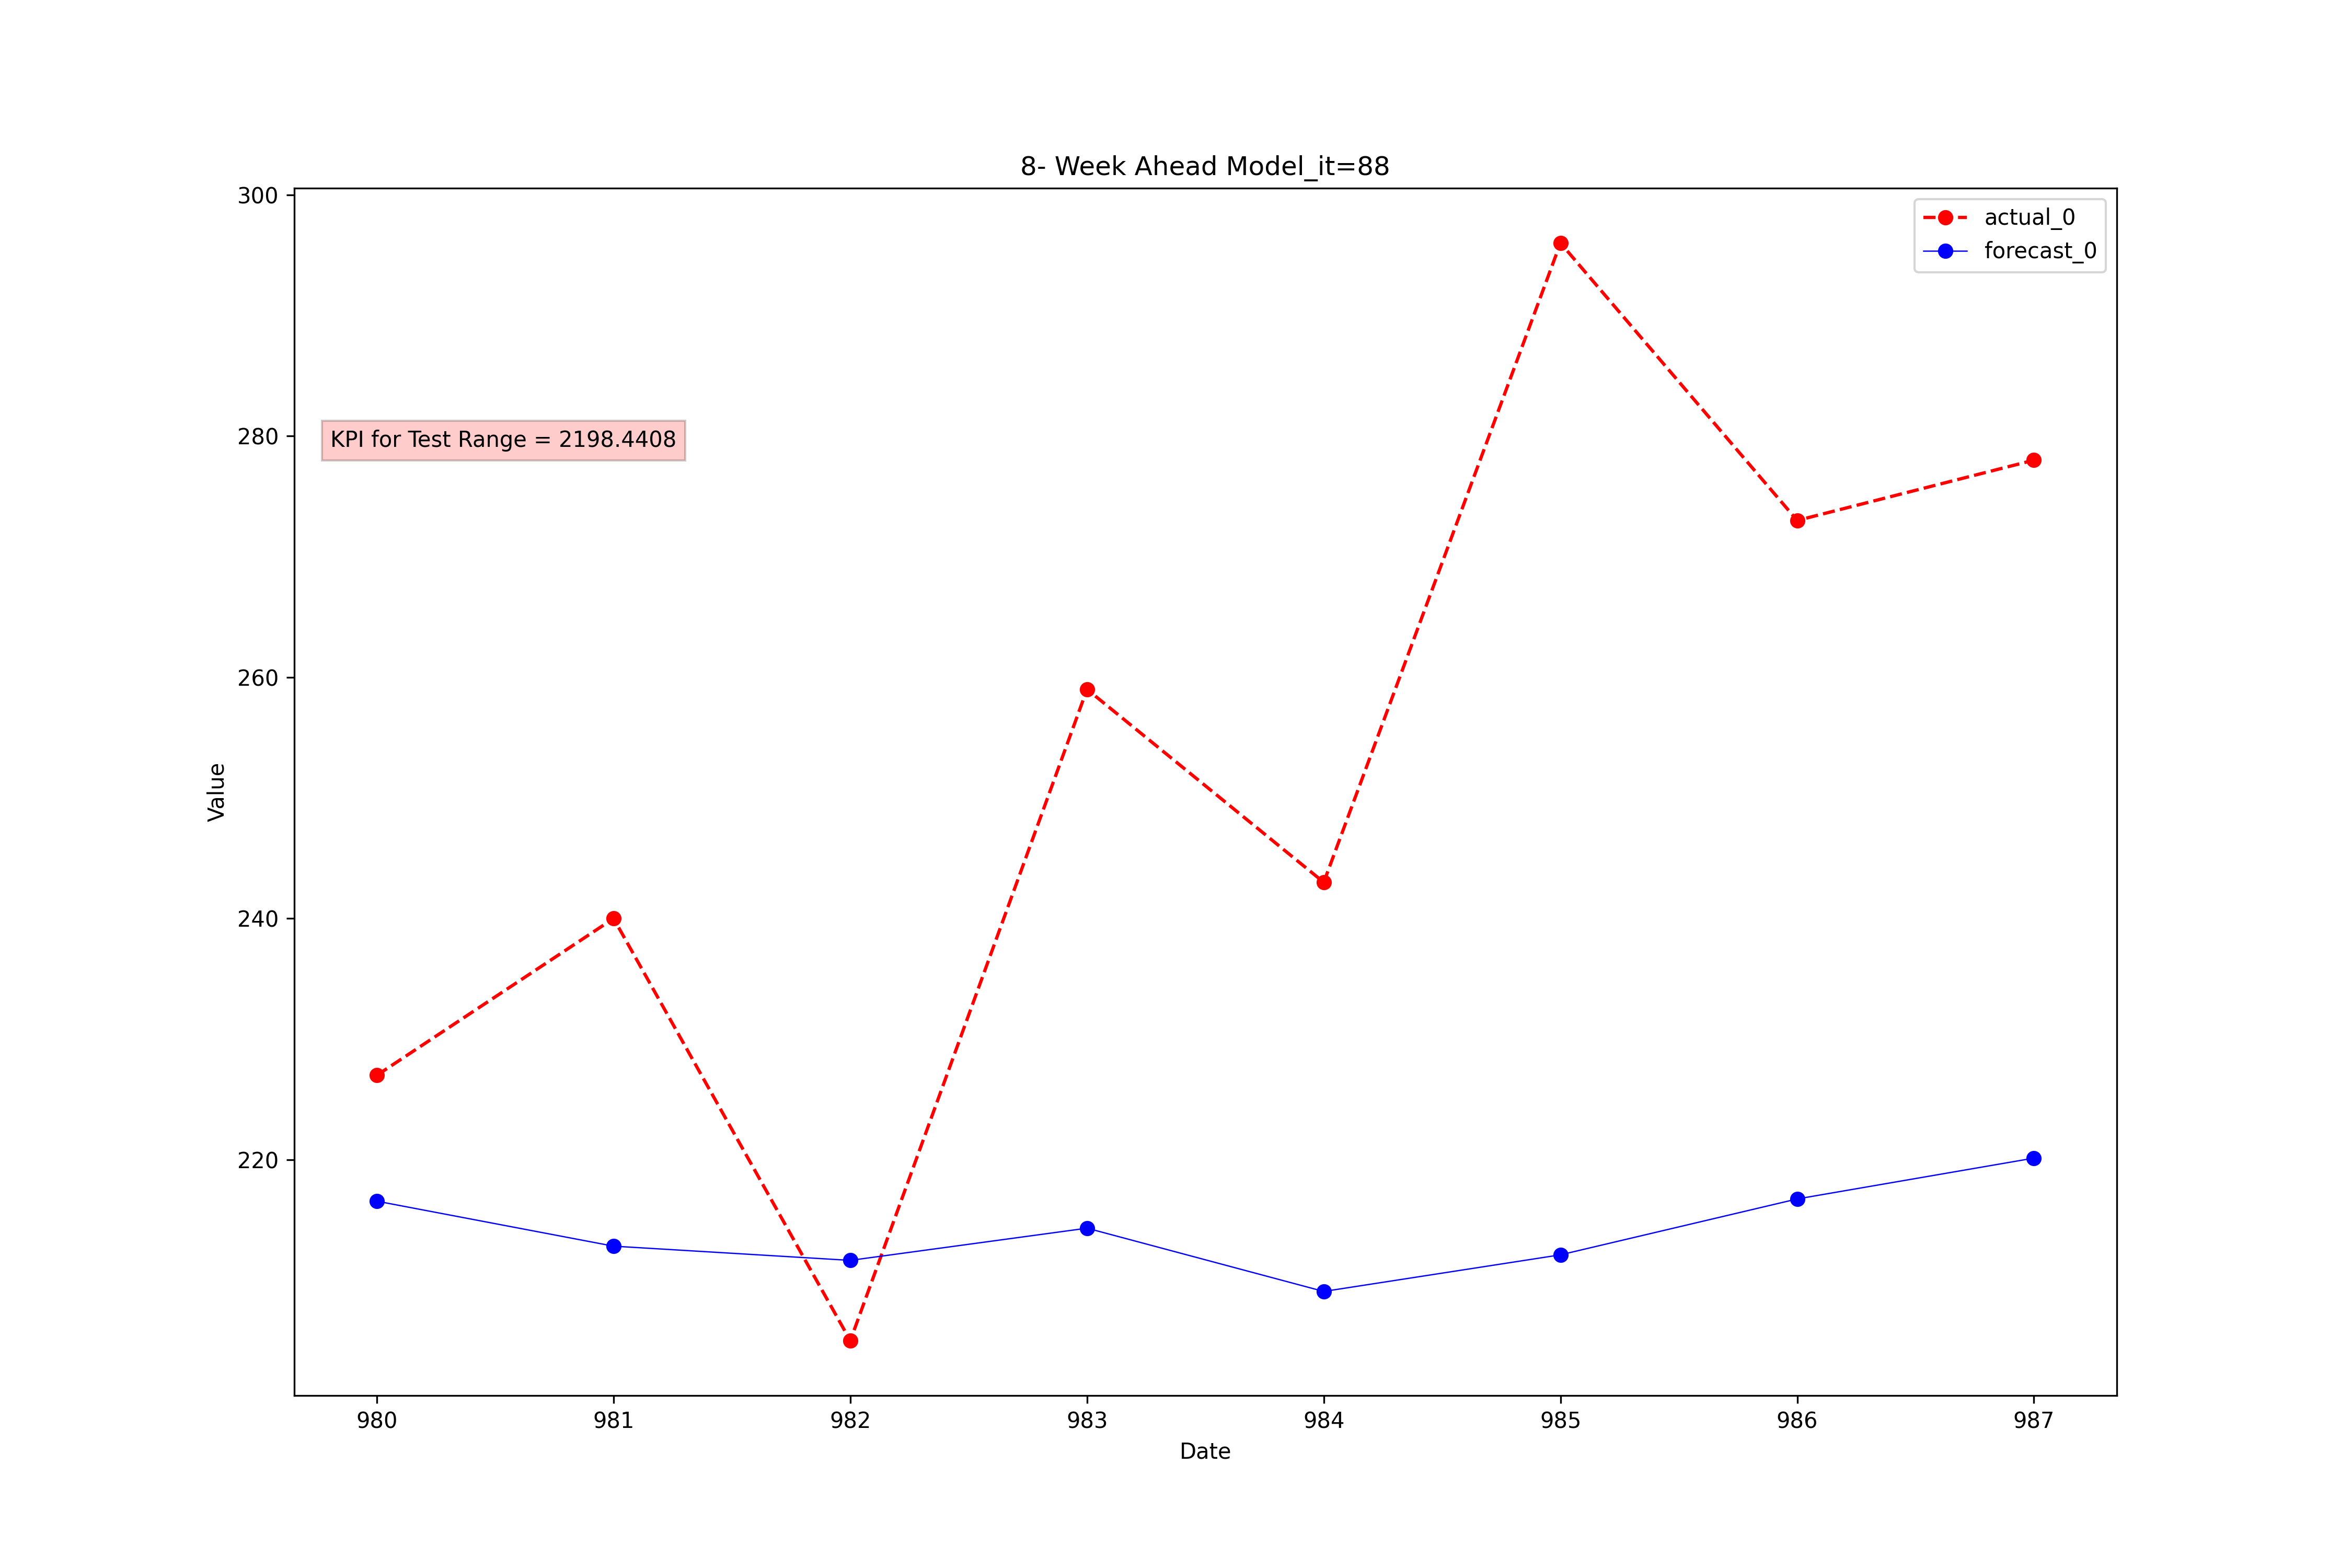 8- Week Ahead Model_it=88
actual_0
forecast_0
KPI for Test Range = 2198.4408
300
280
260
240
220
Value
980 981 982 983 984 985 986 987
Date